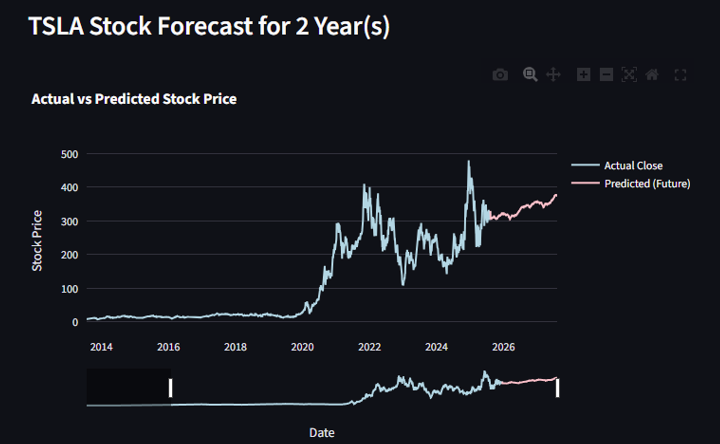 TSLA Stock Forecast for 2 Year(s)
Actual vs Predicted Stock Price
Stock Price
500
400
300
200
100
0
2014 2016 2018 2020 2022 2024 2026
Date
Actual Close
Predicted (Future)